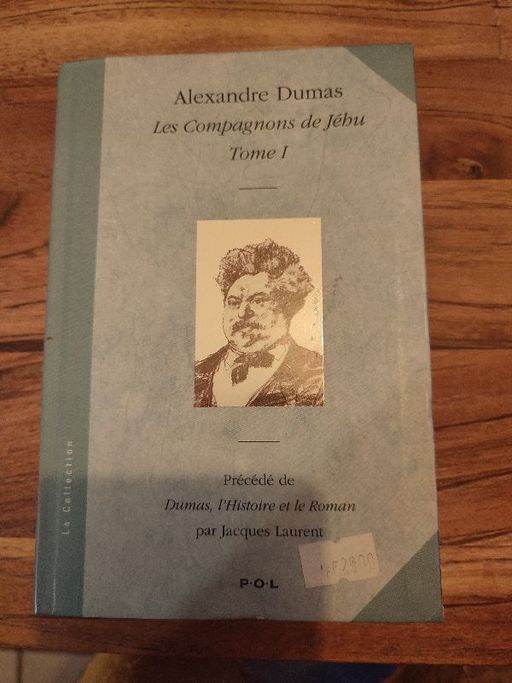 Alexandre Dumas
Les Compagnons de Jéhu
Tome I
Précédé de
Dumas, l'Histoire et le Roman
par Jacques Laurent
P·O·L
La Collection